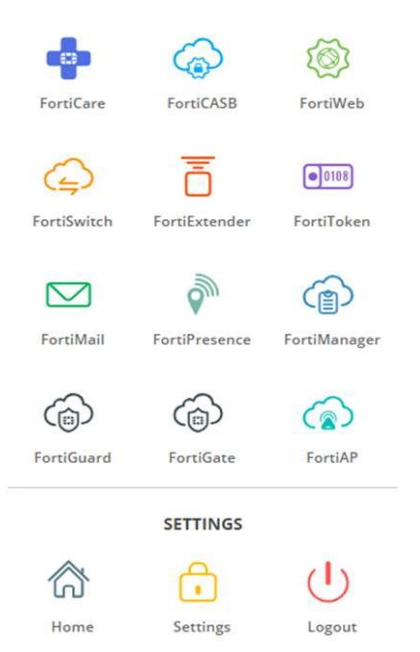 FortiCare FortiCASB FortiWeb
0108
FortiSwitch FortiExtender FortiToken
FortiMail FortiPresence FortiManager
FortiGuard FortiGate FortiAP
SETTINGS
Home Settings Logout